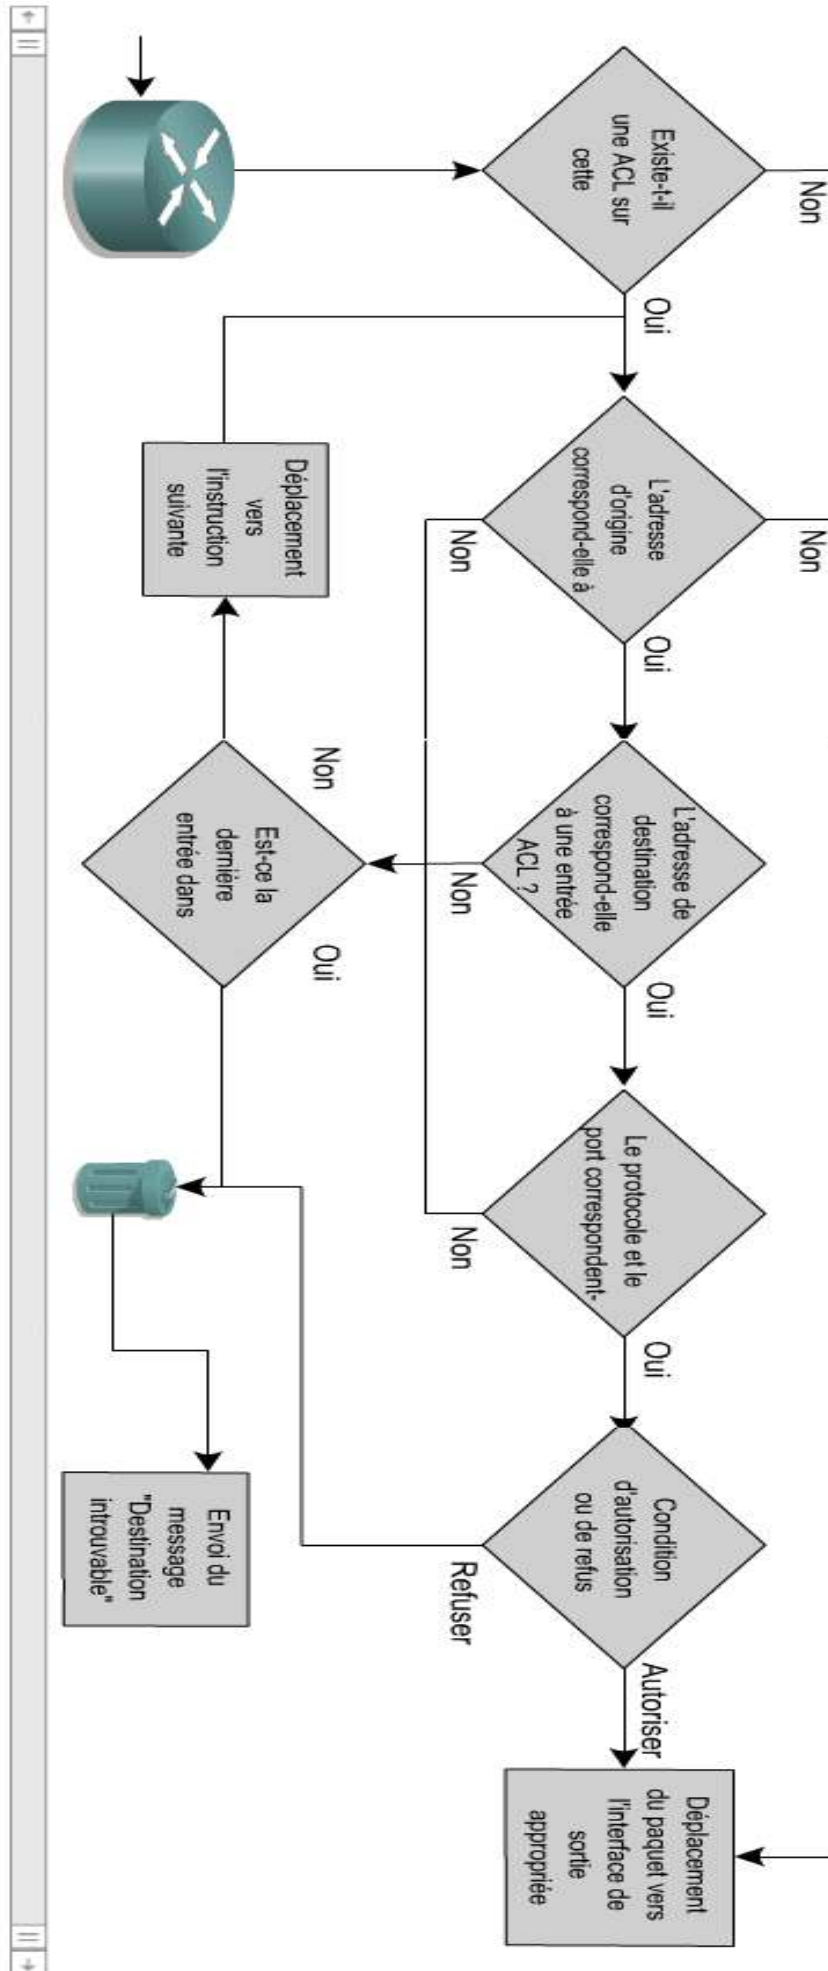 Existe-t-il
une ACL sur
cette
Non
Oui
L'adresse
d'origine
correspond-elle à
Non
Non
Oui
L'adresse de
destination
correspond-elle
à une entrée
ACL ?
Non
Oui
Le protocole et le
port correspondent-
Non
Oui
Condition
d'autorisation
ou de refus
Refuser
Autoriser
Déplacement
du paquet vers
l'interface de
sortie
appropriée
Déplacement
vers
l'instruction
suivante
Non
Est-ce la
dernière
entrée dans
Oui
Envoi du
message
"Destination
introuvable"